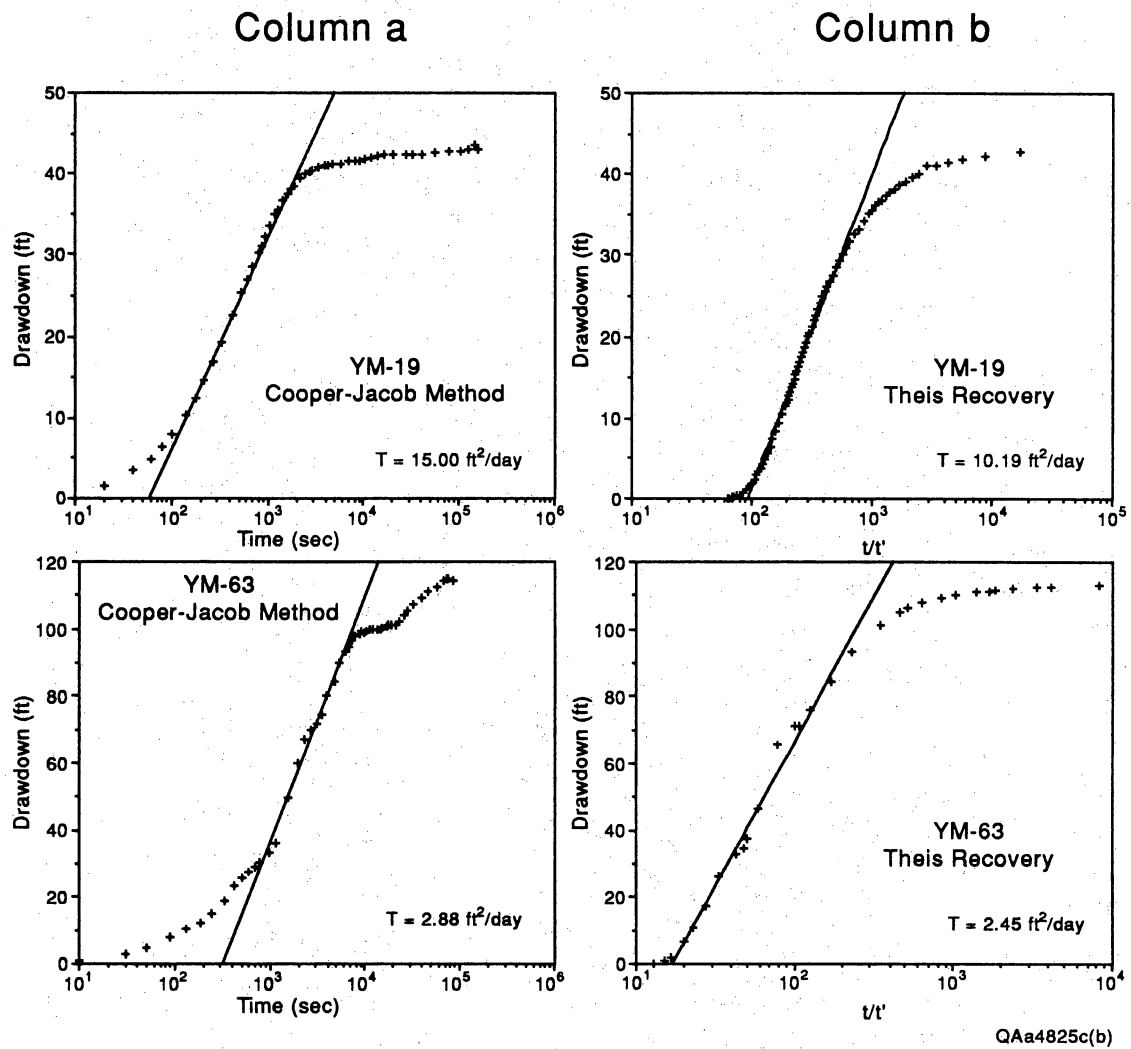 Column a
Column b
50
40
30
20
10
0
Drawdown (ft)
YM-19
Cooper-Jacob Method
T = 15.00 ft²/day
10¹ 10² 10³ 10⁴ 10⁵ 10⁶
Time (sec)
50
40
30
20
10
0
Drawdown (ft)
YM-19
Theis Recovery
T = 10.19 ft²/day
10¹ 10² 10³ 10⁴ 10⁵
t/t'
120
100
80
60
40
20
0
Drawdown (ft)
YM-63
Cooper-Jacob Method
T = 2.88 ft²/day
10¹ 10² 10³ 10⁴ 10⁵ 10⁶
Time (sec)
120
100
80
60
40
20
0
Drawdown (ft)
YM-63
Theis Recovery
T = 2.45 ft²/day
10¹ 10² 10³ 10⁴
t/t'
QAa4825c(b)